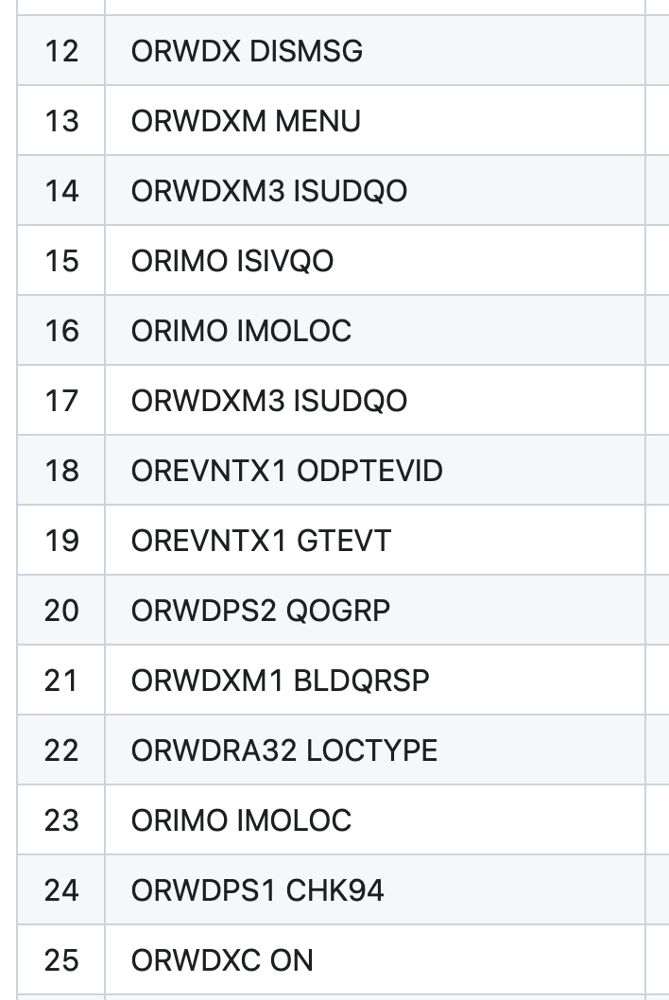 12 ORWDX DISMSG
13 ORWDXM MENU
14 ORWDXM3 ISUDQO
15 ORIMO ISIVQO
16 ORIMO IMOLOC
17 ORWDXM3 ISUDQO
18 OREVNTX1 ODPTEVID
19 OREVNTX1 GTEVT
20 ORWDPS2 QOGRP
21 ORWDXM1 BLDQRSP
22 ORWDRA32 LOCTYPE
23 ORIMO IMOLOC
24 ORWDPS1 CHK94
25 ORWDXC ON